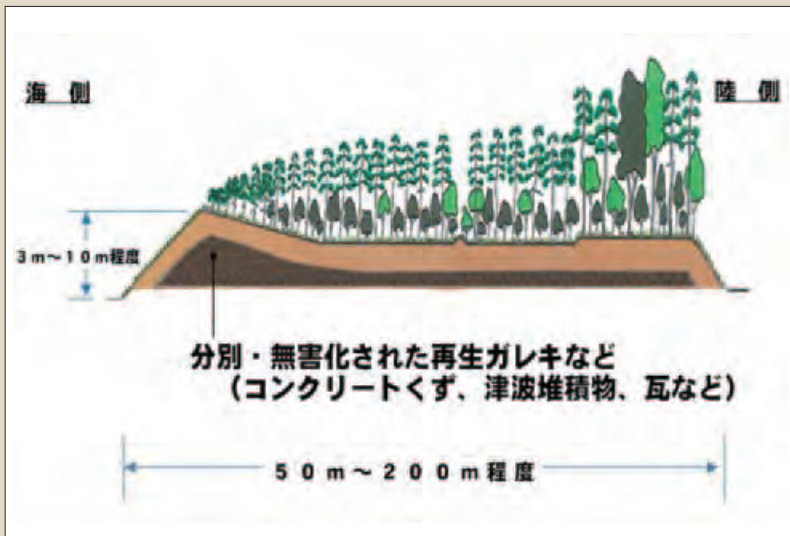 海 側
陸 側
3m~10m程度
分別・無害化された再生ガレキなど
(コンクリートくず、津波堆積物、瓦など)
50m~200m程度